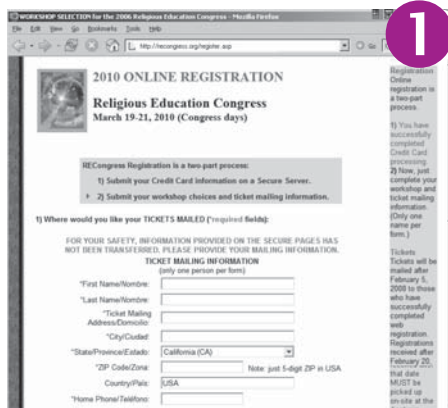 WORKSHOP SELECTION for the 2006 Religious Education Congress - Mozilla Firefox
File Edit View Go Bookmarks Tools Help
http://recongress.org/register.asp
1
2010 ONLINE REGISTRATION
Religious Education Congress
March 19-21, 2010 (Congress days)
RECongress Registration is a two-part process:
1) Submit your Credit Card information on a Secure Server.
2) Submit your workshop choices and ticket mailing information.
1) Where would you like your TICKETS MAILED (*required fields):
FOR YOUR SAFETY, INFORMATION PROVIDED ON THE SECURE PAGES HAS
NOT BEEN TRANSFERRED. PLEASE PROVIDE YOUR MAILING INFORMATION.
TICKET MAILING INFORMATION
(only one person per form)
*First Name/Nombre:
*Last Name/Nombre:
*Ticket Mailing
Address/Domicilio:
*City/Ciudad:
*State/Province/Estado: California (CA)
*ZIP Code/Zona: Note: just 5-digit ZIP in USA
Country/País: USA
*Home Phone/Teléfono:
Registration
Online
registration is
a two-part
process.
1) You have
successfully
completed
Credit Card
processing.
2) Now, just
complete your
workshop and
ticket mailing
information.
(Only one
name per
form.)
Tickets
Tickets will be
mailed after
February 5,
2008 to those
who have
successfully
completed
web
registration.
Registrations
received after
February 20,
that date
MUST be
picked up
on-site at the